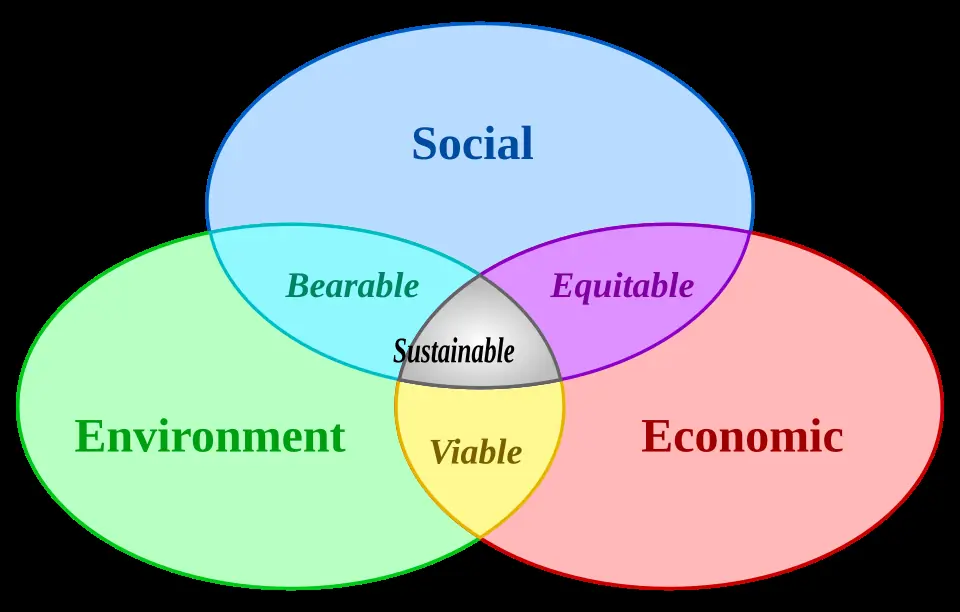 Social
Bearable
Equitable
Sustainable
Environment
Economic
Viable